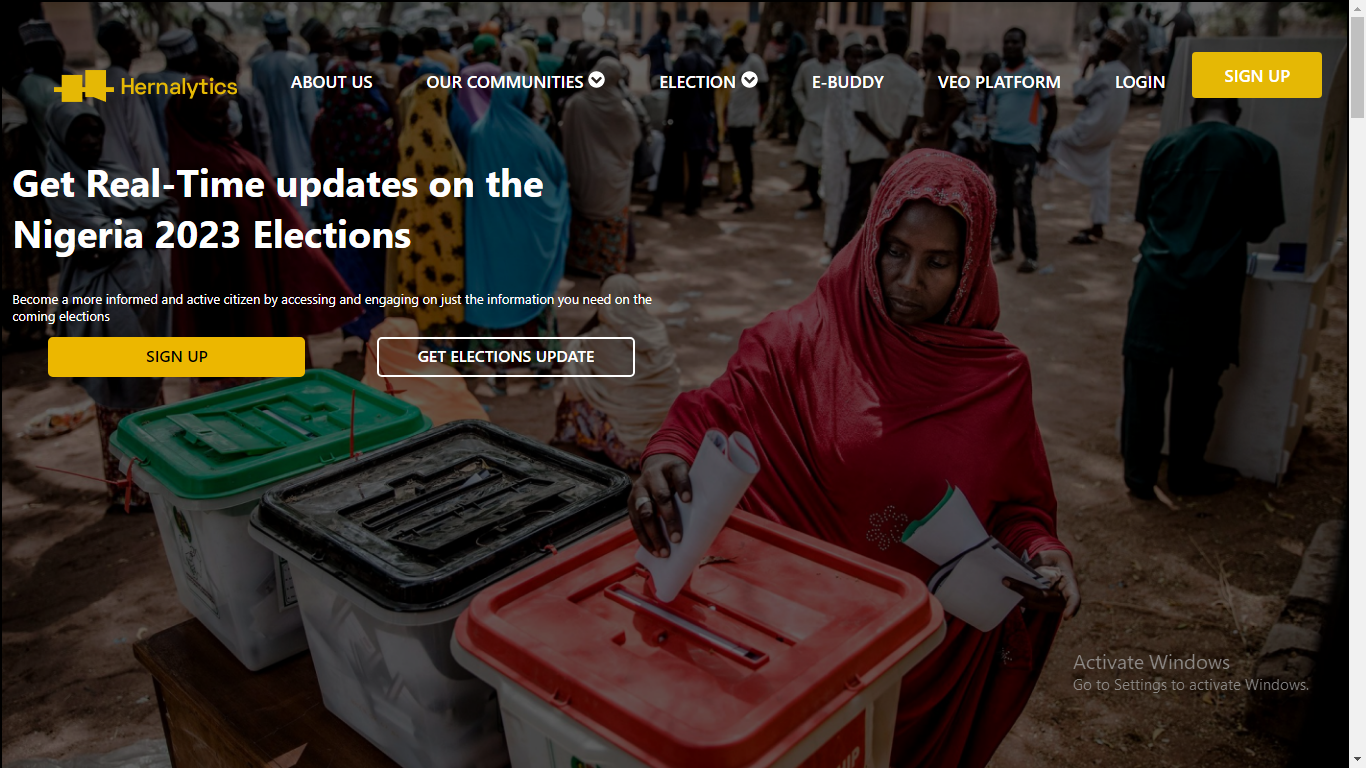 Hernalytics
ABOUT US
OUR COMMUNITIES
ELECTION
E-BUDDY
VEO PLATFORM
LOGIN
SIGN UP
Get Real-Time updates on the
Nigeria 2023 Elections
Become a more informed and active citizen by accessing and engaging on just the information you need on the
coming elections
SIGN UP
GET ELECTIONS UPDATE
Activate Windows
Go to Settings to activate Windows.